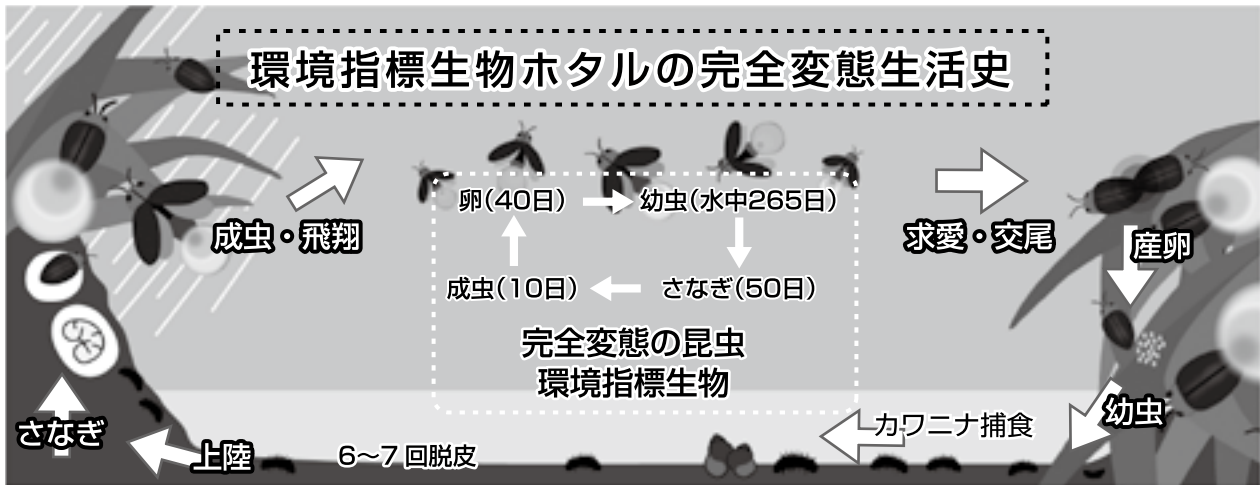 環境指標生物ホタルの完全変態生活史
卵(40日)
幼虫(水中265日)
成虫・飛翔
求愛・交尾
産卵
成虫(10日)
さなぎ(50日)
完全変態の昆虫
環境指標生物
幼虫
カワニナ捕食
さなぎ
上陸
6〜7回脱皮